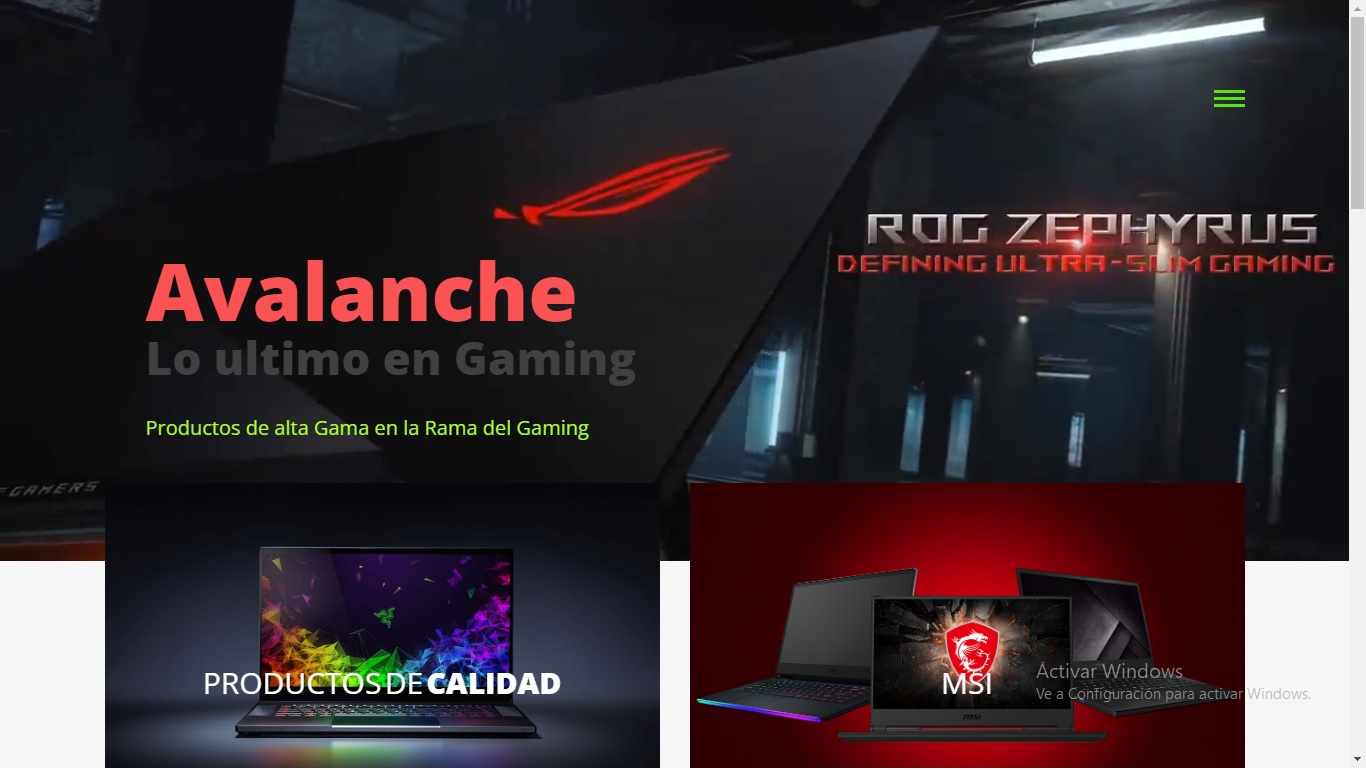 ROG ZEPHYRUS
DEFINING ULTRA-SLIM GAMING
Avalanche
Lo ultimo en Gaming
Productos de alta Gama en la Rama del Gaming
GAMERS
PRODUCTOS DE CALIDAD
MSI
msi
Activar Windows
Ve a Configuración para activar Windows.